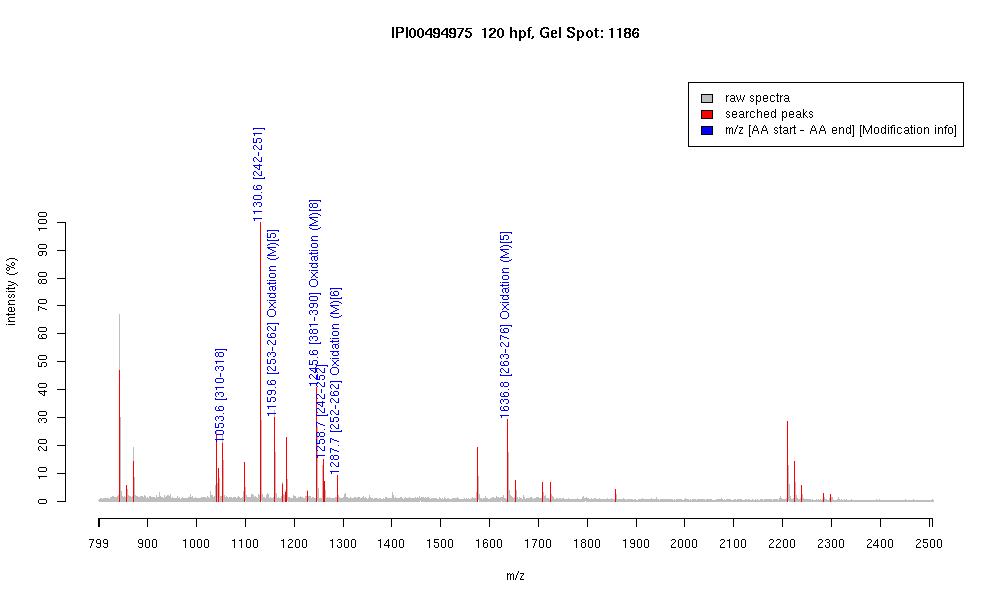 IPI00494975 120 hpf, Gel Spot: 1186
raw spectra
searched peaks
m/z [AA start - AA end] [Modification info]
intensity (%)
100
90
80
70
60
50
40
30
20
10
0
1053.6 [310-318]
1130.6 [242-251]
1159.6 [253-262] Oxidation (M)[5]
1245.6 [381-390] Oxidation (M)[8]
1258.7 [242-252]
1287.7 [252-262] Oxidation (M)[6]
1636.8 [263-276] Oxidation (M)[5]
799 900 1000 1100 1200 1300 1400 1500 1600 1700 1800 1900 2000 2100 2200 2300 2400 2500
m/z